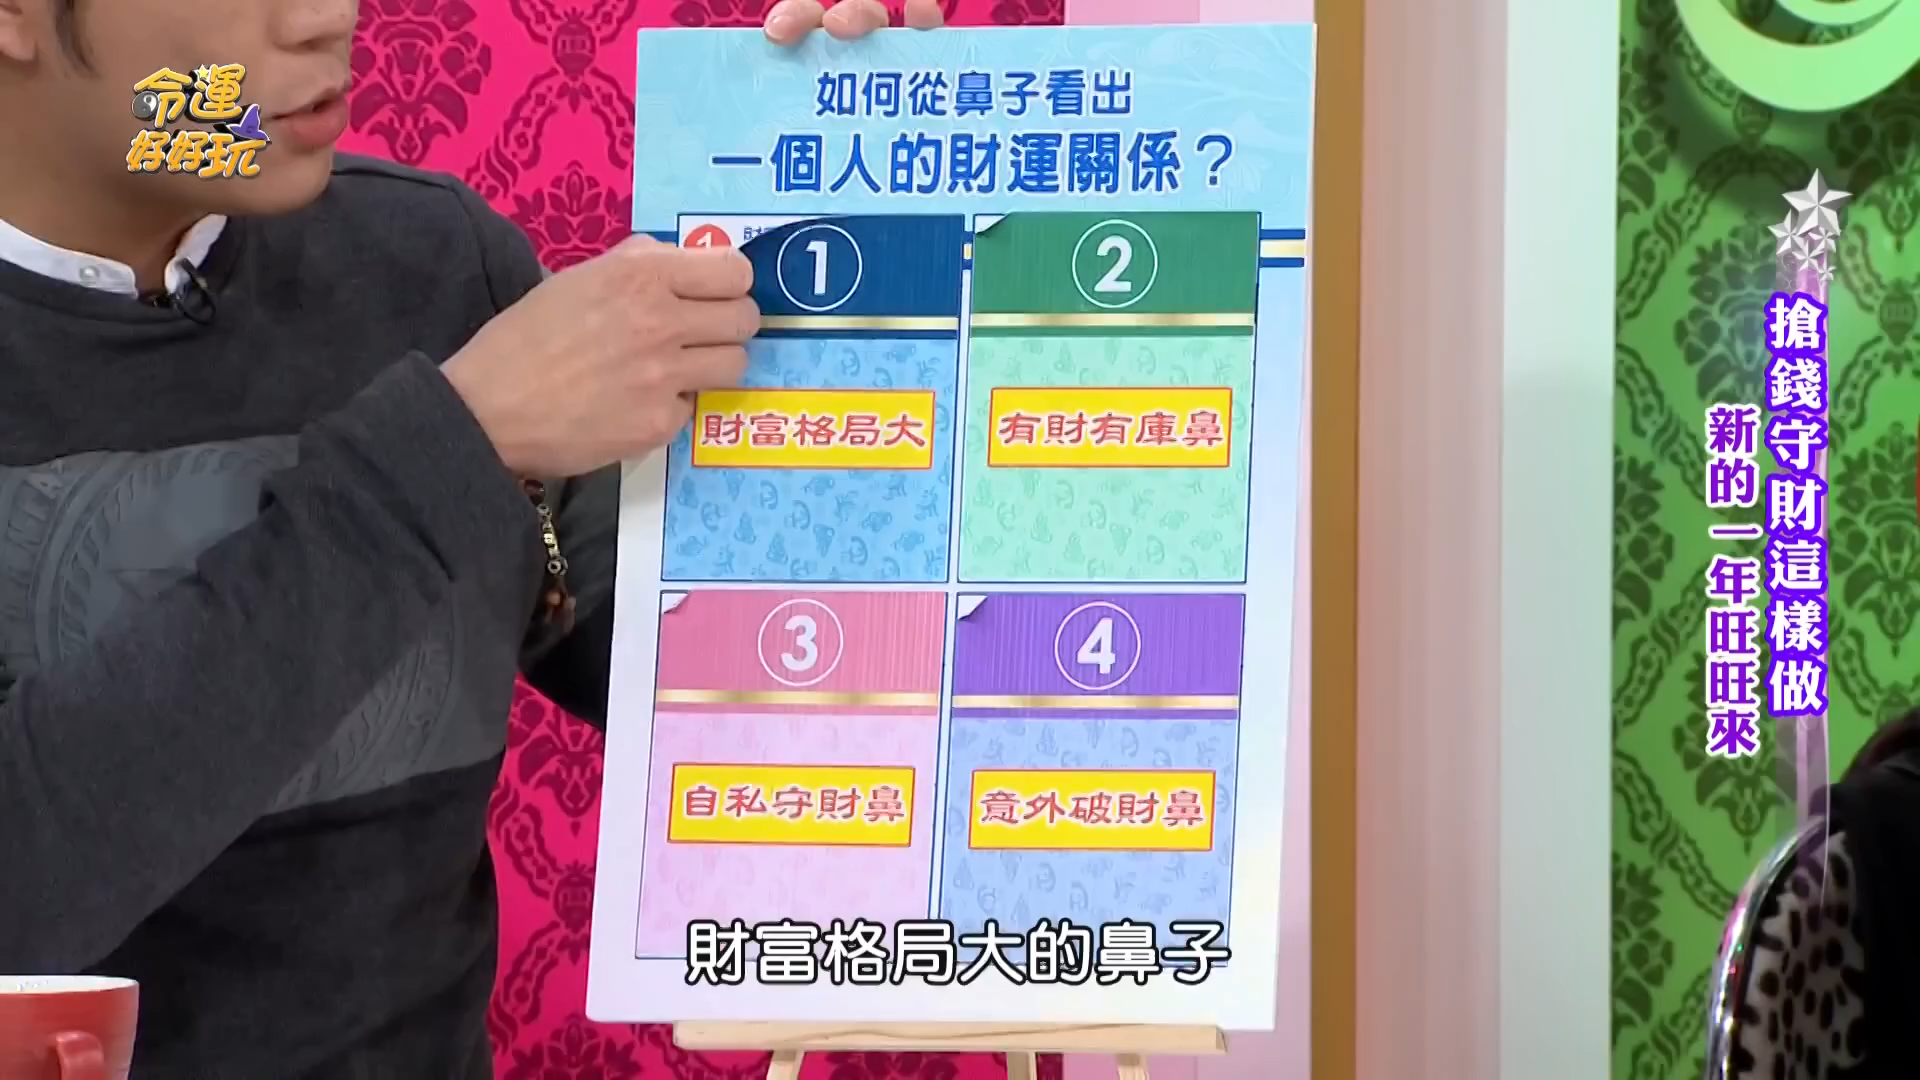 命運
好好玩
如何從鼻子看出
一個人的財運關係？
1
1
財富格局大
2
有財有庫鼻
3
自私守財鼻
4
意外破財鼻
搶錢守財這樣做
新的一年旺旺來
財富格局大的鼻子